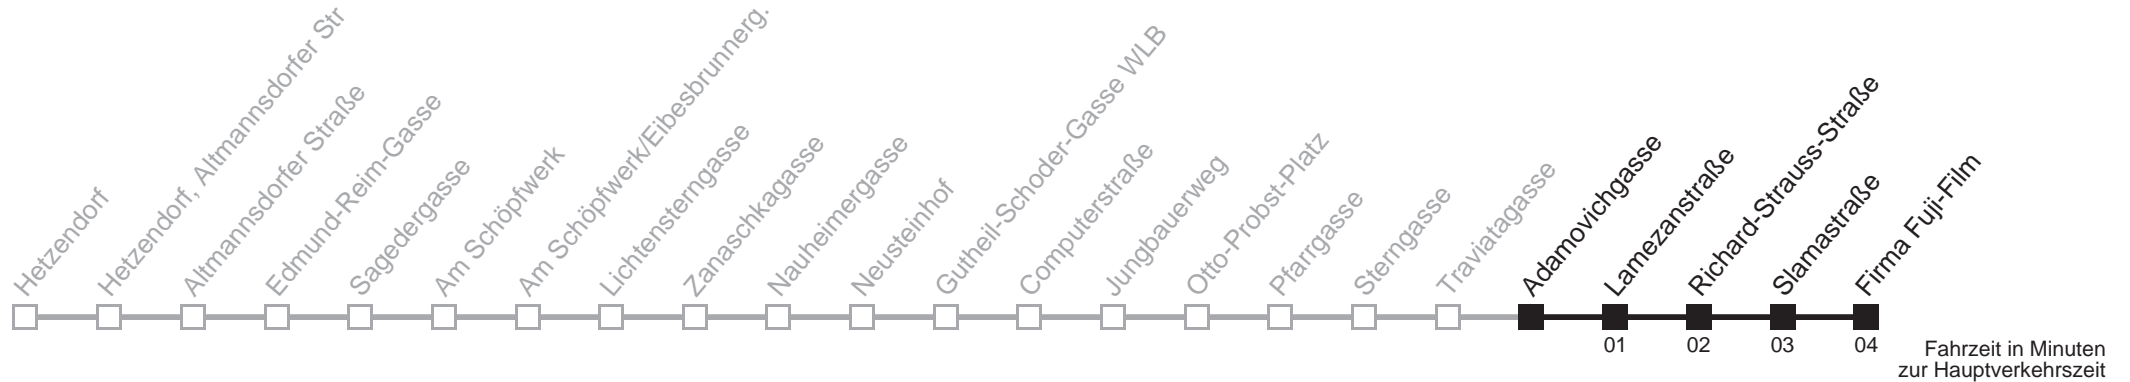 Hetzendorf
Hetzendorf, Altmannsdorfer Str
Altmannsdorfer Straße
Edmund-Reim-Gasse
Sagedergasse
Am Schöpfwerk
Am Schöpfwerk/Eibesbrunnerg.
Lichtensterngasse
Zanaschkagasse
Nauheimergasse
Neusteinhof
Gutheil-Schoder-Gasse WLB
Computerstraße
Jungbauerweg
Otto-Probst-Platz
Pfarrgasse
Sterngasse
Traviatagasse
Adamovichgasse
Lamezanstraße
Richard-Strauss-Straße
Slamastraße
Firma Fuji-Film
01
02
03
04
Fahrzeit in Minuten
zur Hauptverkehrszeit